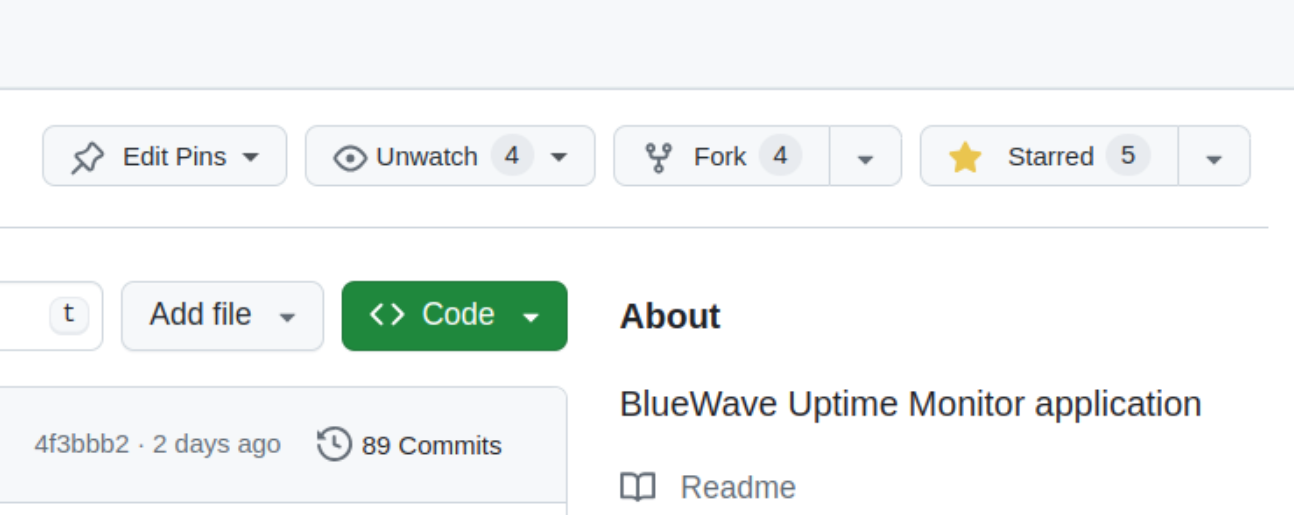 Edit Pins Unwatch 4 Fork 4 Starred 5
t Add file <> Code About
BlueWave Uptime Monitor application
4f3bbb2 · 2 days ago 89 Commits
Readme